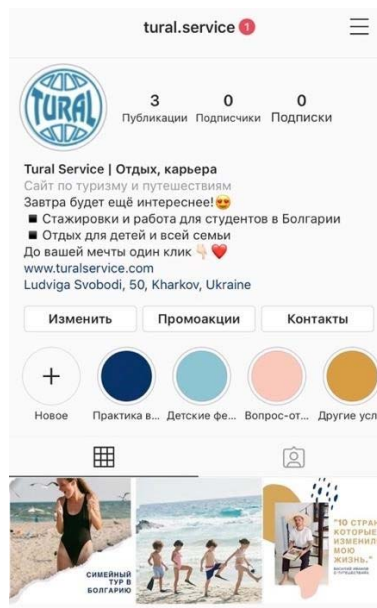 tural.service 1
TURAL
3 0 0
Публикации Подписчики Подписки
Tural Service | Отдых, карьера
Сайт по туризму и путешествиям
Завтра будет ещё интереснее!😍
▪️ Стажировки и работа для студентов в Болгарии
▪️ Отдых для детей и всей семьи
До вашей мечты один клик 👇🏻❤️
www.turalservice.com
Ludviga Svobodi, 50, Kharkov, Ukraine
Изменить Промоакции Контакты
Новое Практика в... Детские фе... Вопрос-от... Другие усл
СЕМЕЙНЫЙ
ТУР В
БОЛГАРИЮ
"10 СТРАН
КОТОРЫЕ
ИЗМЕНИЛ
МОЮ
ЖИЗНЬ."